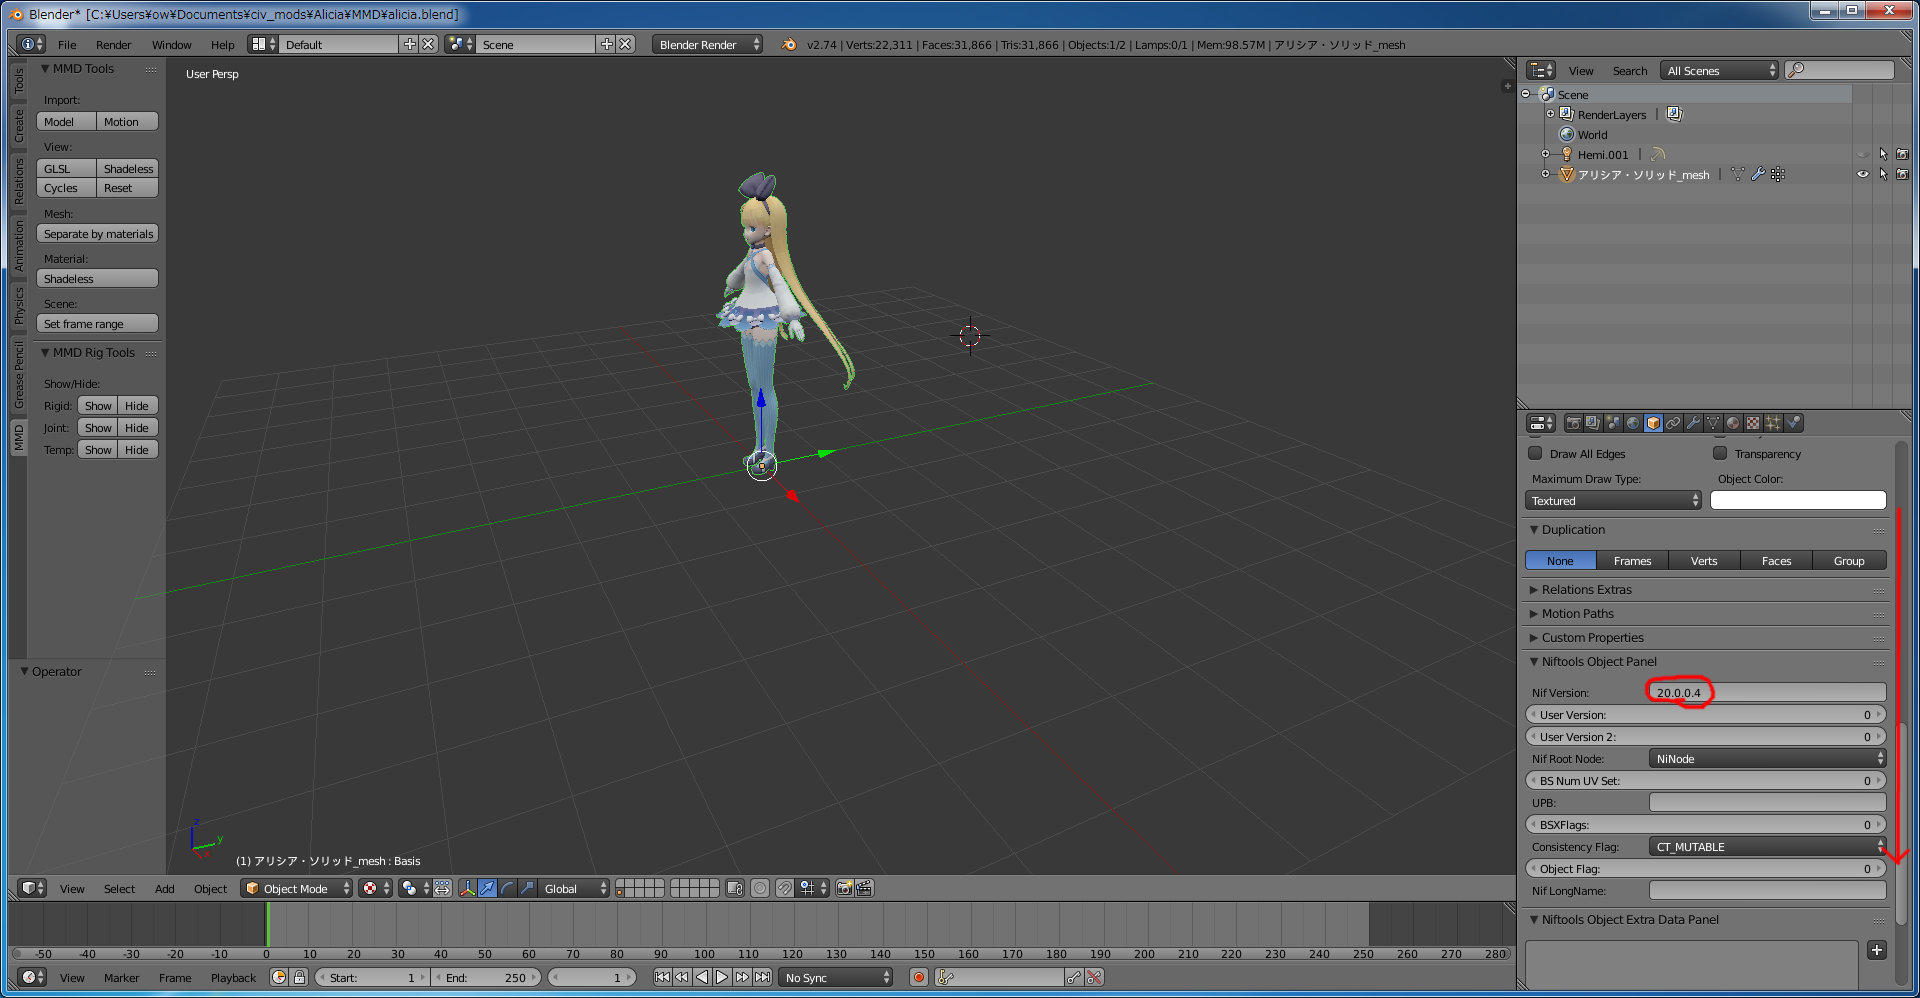 Blender* [C:¥Users¥ow¥Documents¥civ_mods¥Alicia¥MMD¥alicia.blend]
File Render Window Help Default Scene Blender Render v2.74 | Verts:22,311 | Faces:31,866 | Tris:31,866 | Objects:1/2 | Lamps:0/1 | Mem:98.57M | アリシア・ソリッド_mesh
Tools
Create
Relations
Animation
Physics
Grease Pencil
MMD
MMD Tools
Import:
Model Motion
View:
GLSL Shadeless
Cycles Reset
Mesh:
Separate by materials
Material:
Shadeless
Scene:
Set frame range
MMD Rig Tools
Show/Hide:
Rigid: Show Hide
Joint: Show Hide
Temp: Show Hide
Operator
User Persp
z
y
(1) アリシア・ソリッド_mesh : Basis
View Select Add Object Object Mode Global
-50 -40 -30 -20 -10 0 10 20 30 40 50 60 70 80 90 100 110 120 130 140 150 160 170 180 190 200 210 220 230 240 250 260 270 280
View Marker Frame Playback Start: 1 End: 250 1 No Sync
View Search All Scenes
Scene
RenderLayers |
World
Hemi.001 |
アリシア・ソリッド_mesh |
Draw All Edges Transparency
Maximum Draw Type: Object Color:
Textured
Duplication
None Frames Verts Faces Group
Relations Extras
Motion Paths
Custom Properties
Niftools Object Panel
Nif Version: 20.0.0.4
User Version: 0
User Version 2: 0
Nif Root Node: NiNode
BS Num UV Set: 0
UPB:
BSXFlags: 0
Consistency Flag: CT_MUTABLE
Object Flag: 0
Nif LongName:
Niftools Object Extra Data Panel